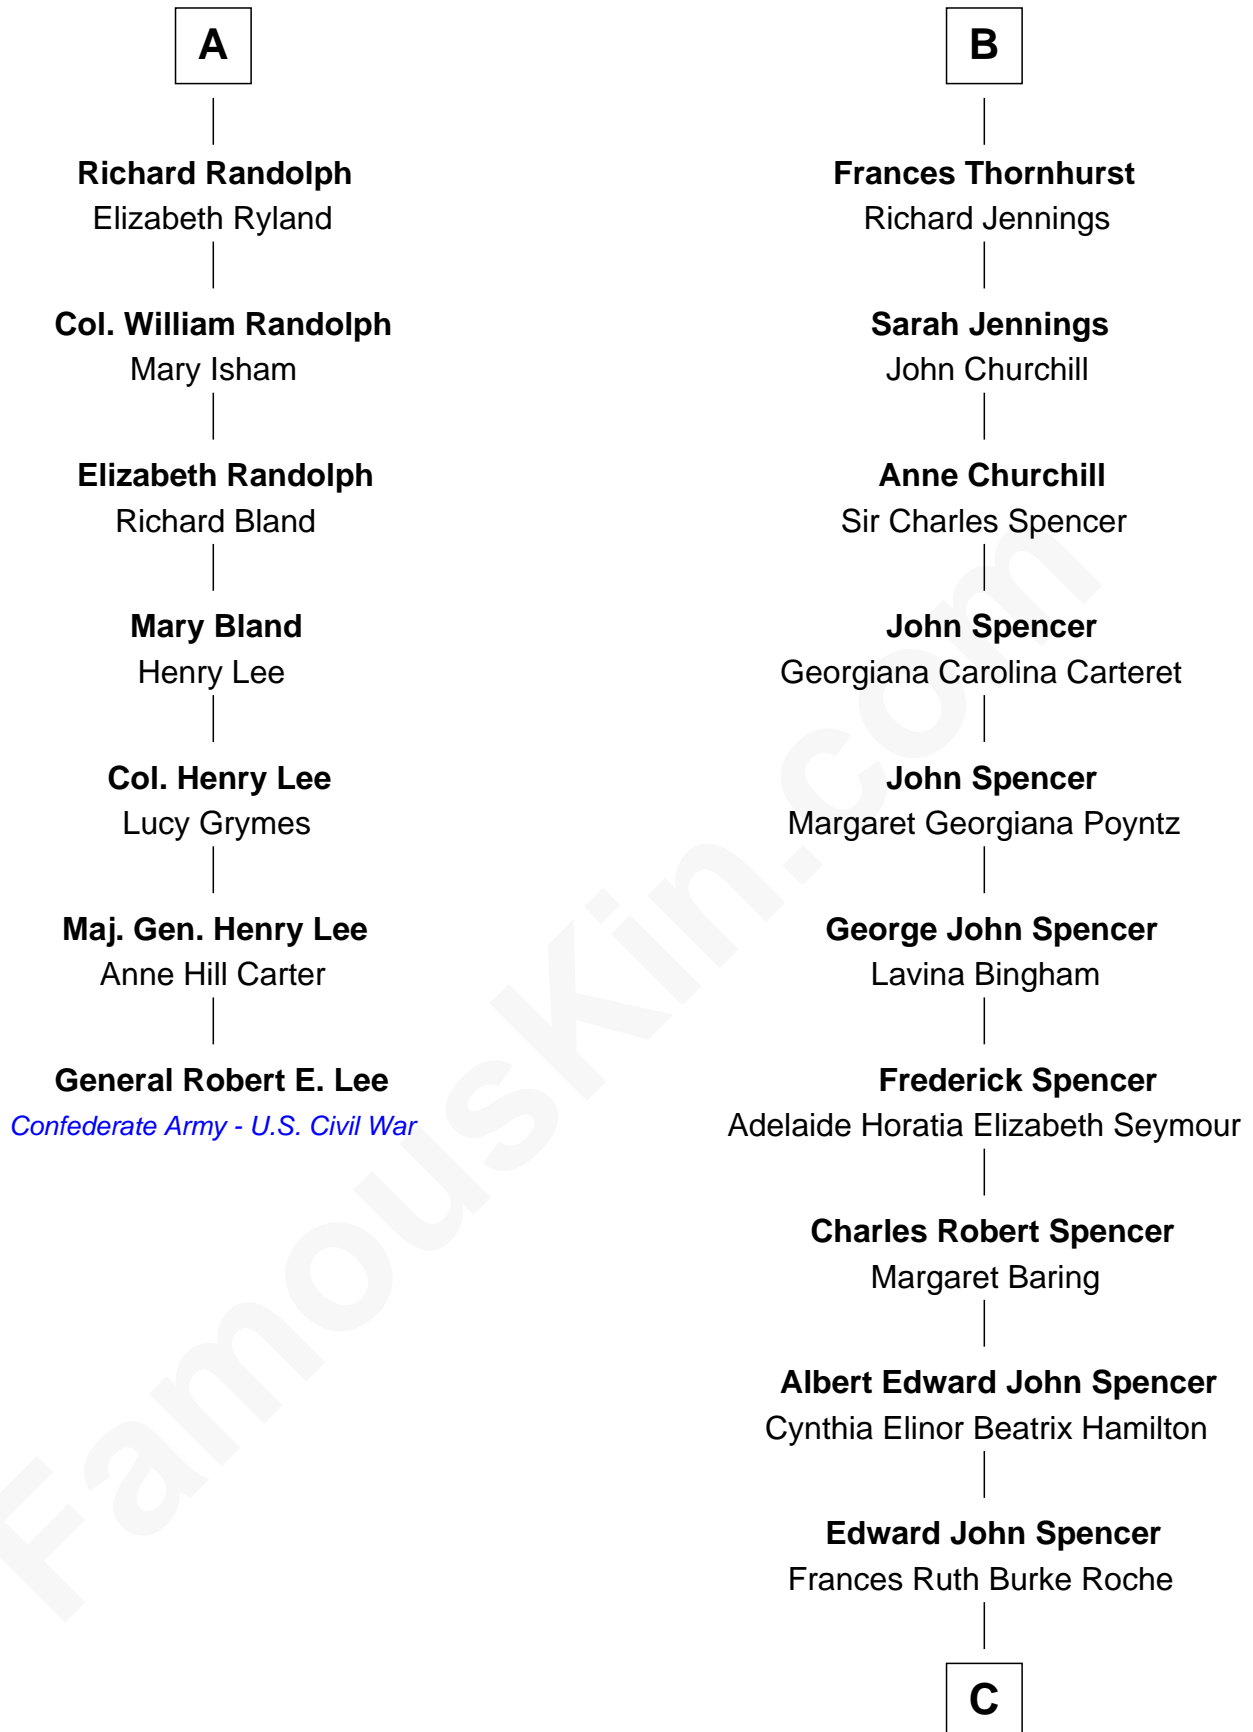 A
Richard Randolph
Elizabeth Ryland
Col. William Randolph
Mary Isham
Elizabeth Randolph
Richard Bland
Mary Bland
Henry Lee
Col. Henry Lee
Lucy Grymes
Maj. Gen. Henry Lee
Anne Hill Carter
General Robert E. Lee
Confederate Army - U.S. Civil War
B
Frances Thornhurst
Richard Jennings
Sarah Jennings
John Churchill
Anne Churchill
Sir Charles Spencer
John Spencer
Georgiana Carolina Carteret
John Spencer
Margaret Georgiana Poyntz
George John Spencer
Lavina Bingham
Frederick Spencer
Adelaide Horatia Elizabeth Seymour
Charles Robert Spencer
Margaret Baring
Albert Edward John Spencer
Cynthia Elinor Beatrix Hamilton
Edward John Spencer
Frances Ruth Burke Roche
C
FamousKin.com